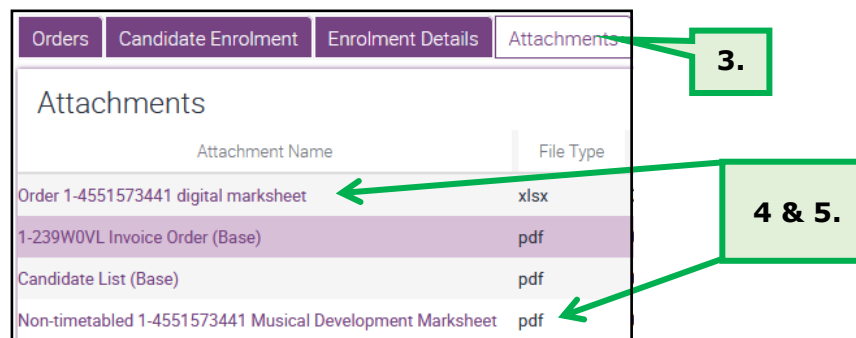 Orders Candidate Enrolment Enrolment Details Attachments
3.
Attachments
Attachment Name File Type
Order 1-4551573441 digital marksheet xlsx
4 & 5.
1-239W0VL Invoice Order (Base) pdf
Candidate List (Base) pdf
Non-timetabled 1-4551573441 Musical Development Marksheet pdf